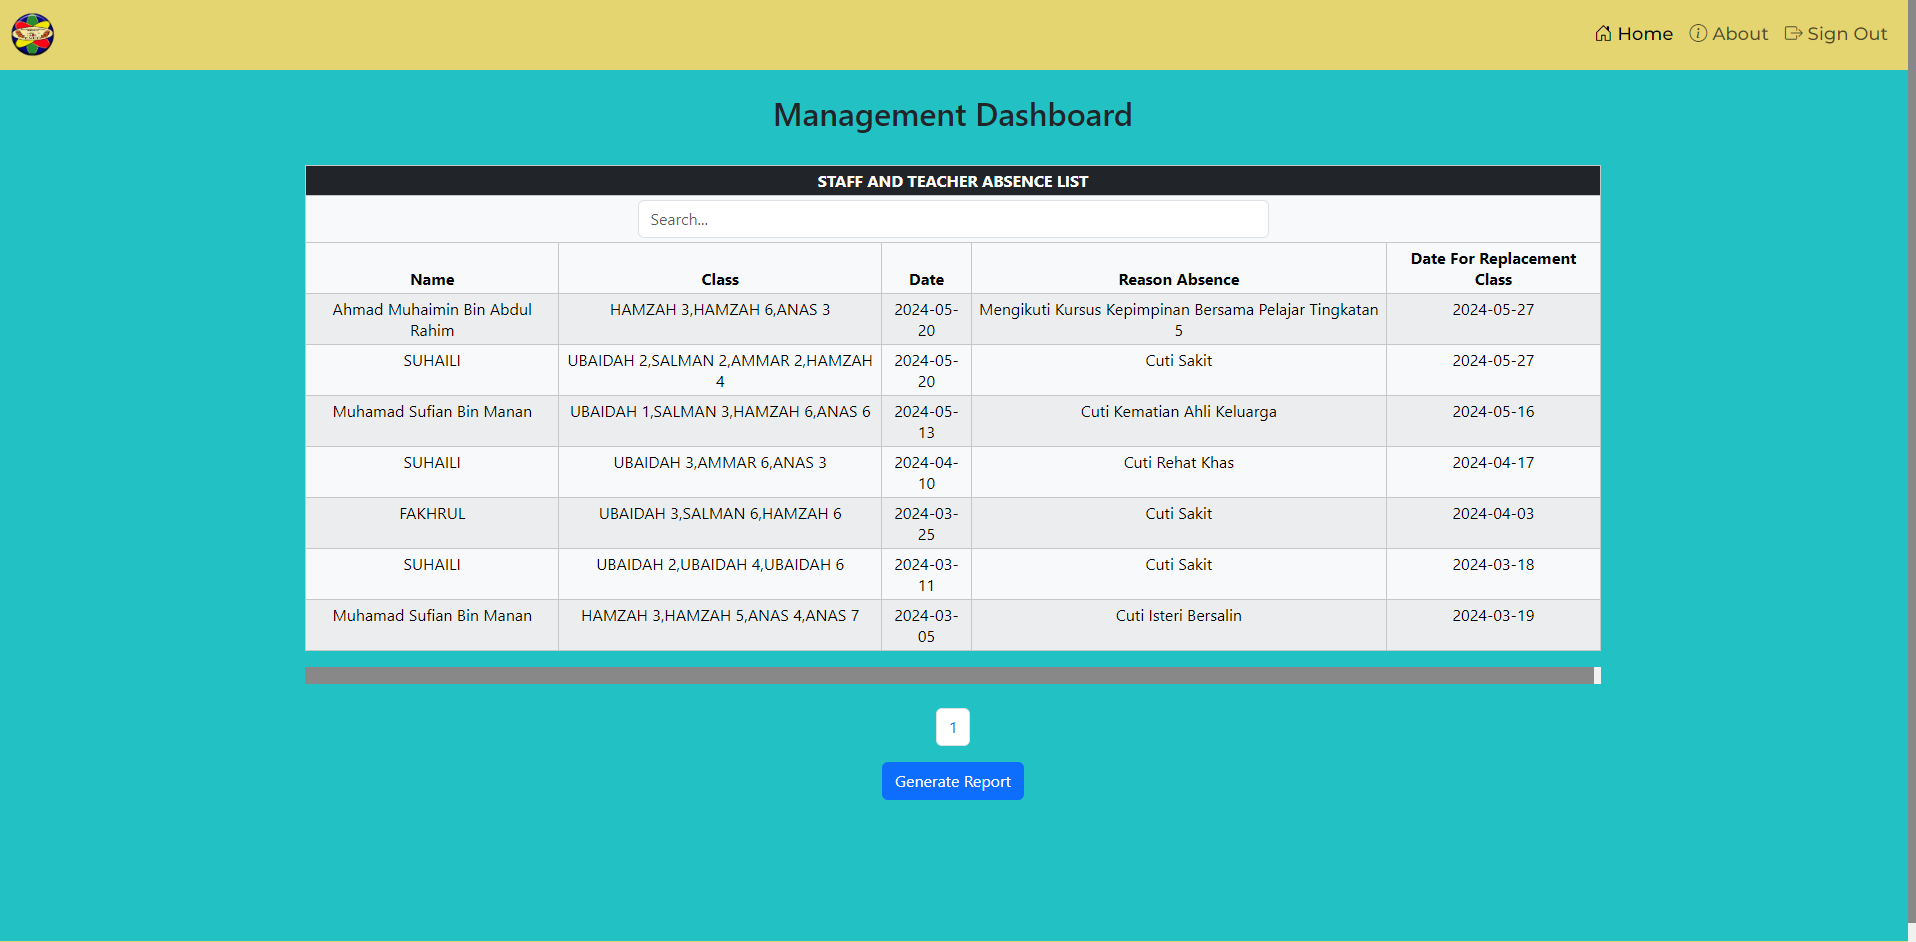 Home About Sign Out
Management Dashboard
STAFF AND TEACHER ABSENCE LIST
Search...
Name Class Date Reason Absence Date For Replacement
Class
Ahmad Muhaimin Bin Abdul HAMZAH 3,HAMZAH 6,ANAS 3 2024-05- Mengikuti Kursus Kepimpinan Bersama Pelajar Tingkatan 2024-05-27
Rahim 20 5
SUHAILI UBAIDAH 2,SALMAN 2,AMMAR 2,HAMZAH 2024-05- Cuti Sakit 2024-05-27
4 20
Muhamad Sufian Bin Manan UBAIDAH 1,SALMAN 3,HAMZAH 6,ANAS 6 2024-05- Cuti Kematian Ahli Keluarga 2024-05-16
13
SUHAILI UBAIDAH 3,AMMAR 6,ANAS 3 2024-04- Cuti Rehat Khas 2024-04-17
10
FAKHRUL UBAIDAH 3,SALMAN 6,HAMZAH 6 2024-03- Cuti Sakit 2024-04-03
25
SUHAILI UBAIDAH 2,UBAIDAH 4,UBAIDAH 6 2024-03- Cuti Sakit 2024-03-18
11
Muhamad Sufian Bin Manan HAMZAH 3,HAMZAH 5,ANAS 4,ANAS 7 2024-03- Cuti Isteri Bersalin 2024-03-19
05
1
Generate Report